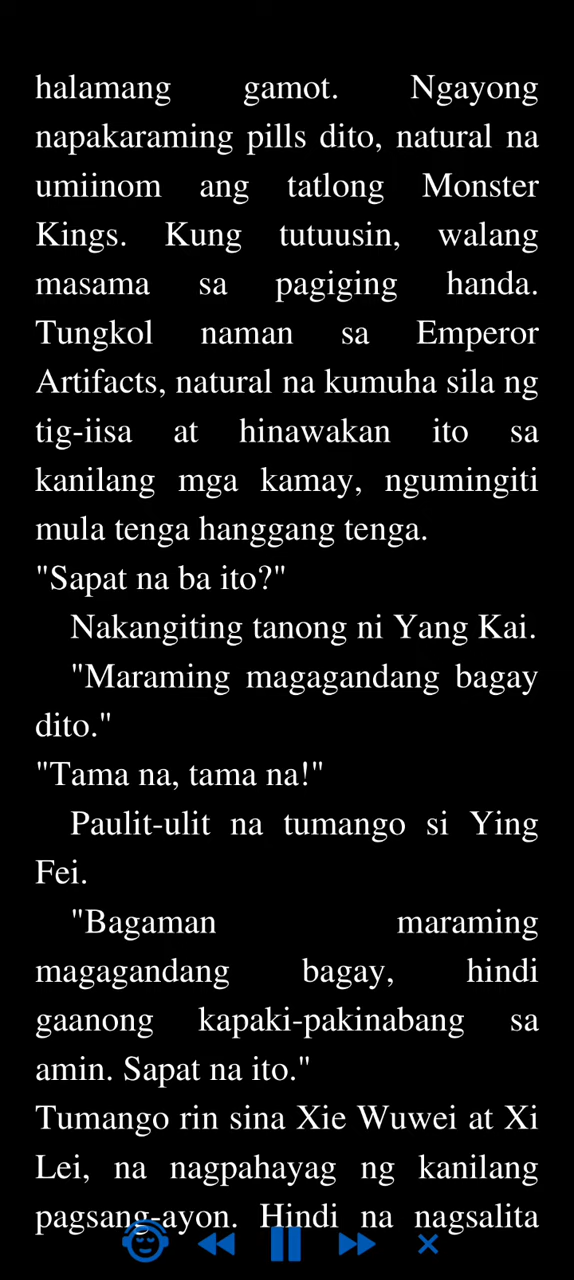 halamang gamot. Ngayong
napakaraming pills dito, natural na
umiinom ang tatlong Monster
Kings. Kung tutuusin, walang
masama sa pagiging handa.
Tungkol naman sa Emperor
Artifacts, natural na kumuha sila ng
tig-iisa at hinawakan ito sa
kanilang mga kamay, ngumingiti
mula tenga hanggang tenga.
"Sapat na ba ito?"
Nakangiting tanong ni Yang Kai.
"Maraming magagandang bagay
dito."
"Tama na, tama na!"
Paulit-ulit na tumango si Ying
Fei.
"Bagaman maraming
magagandang bagay, hindi
gaanong kapaki-pakinabang sa
amin. Sapat na ito."
Tumango rin sina Xie Wuwei at Xi
Lei, na nagpahayag ng kanilang
pagsang-ayon. Hindi na nagsalita